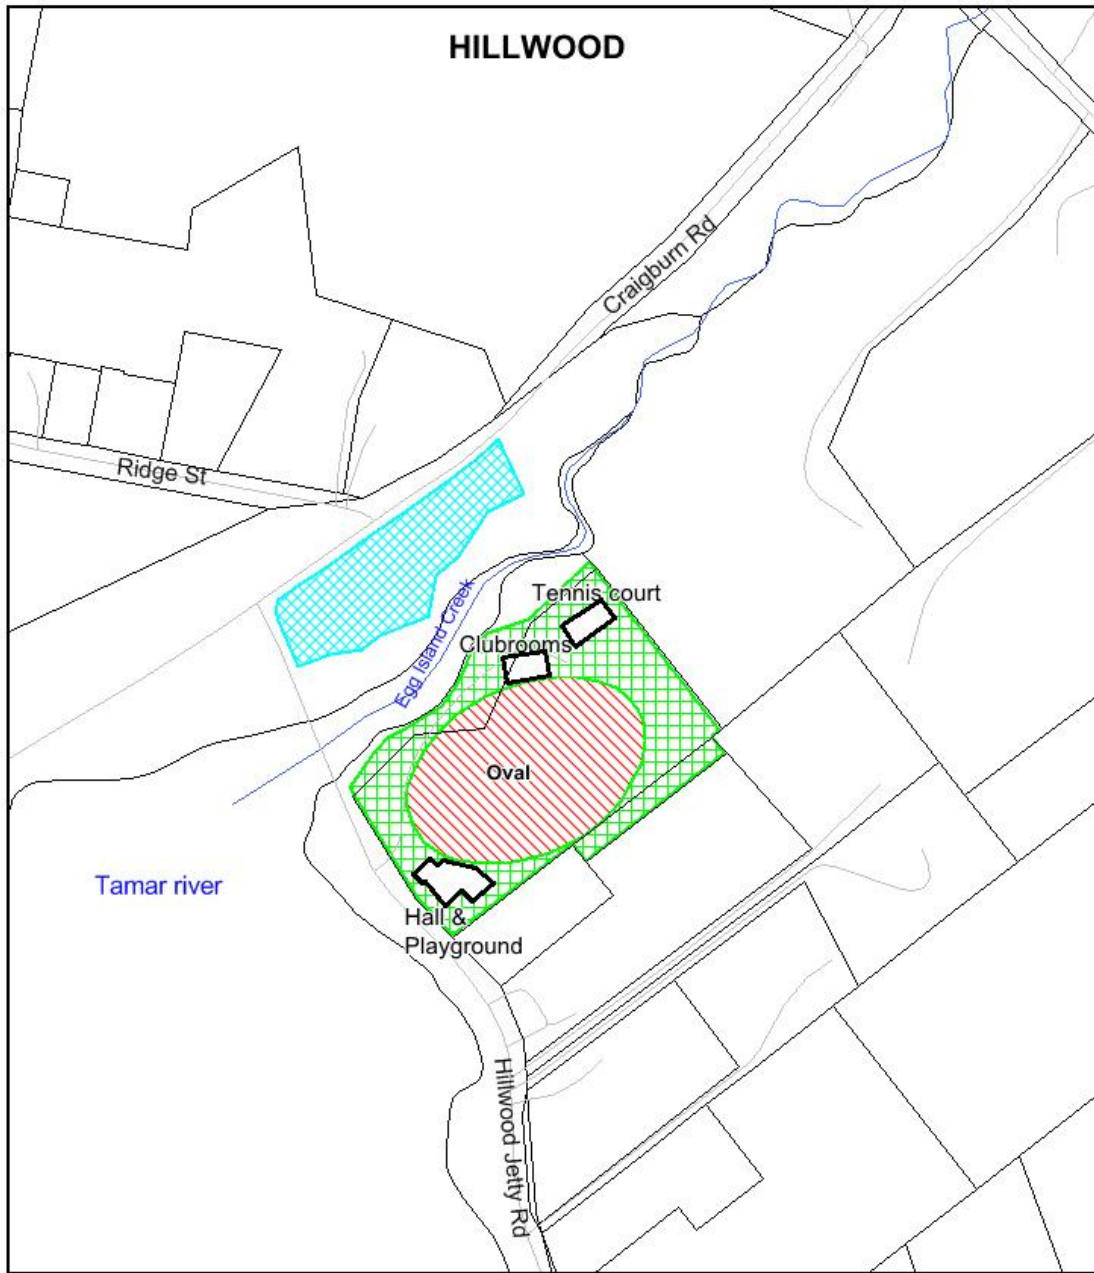 HILLWOOD
Craigburn Rd
Ridge St
Tennis court
Clubrooms
Egg Island Creek
Oval
Tamar river
Hall &
Playground
Hillwood Jetty Rd